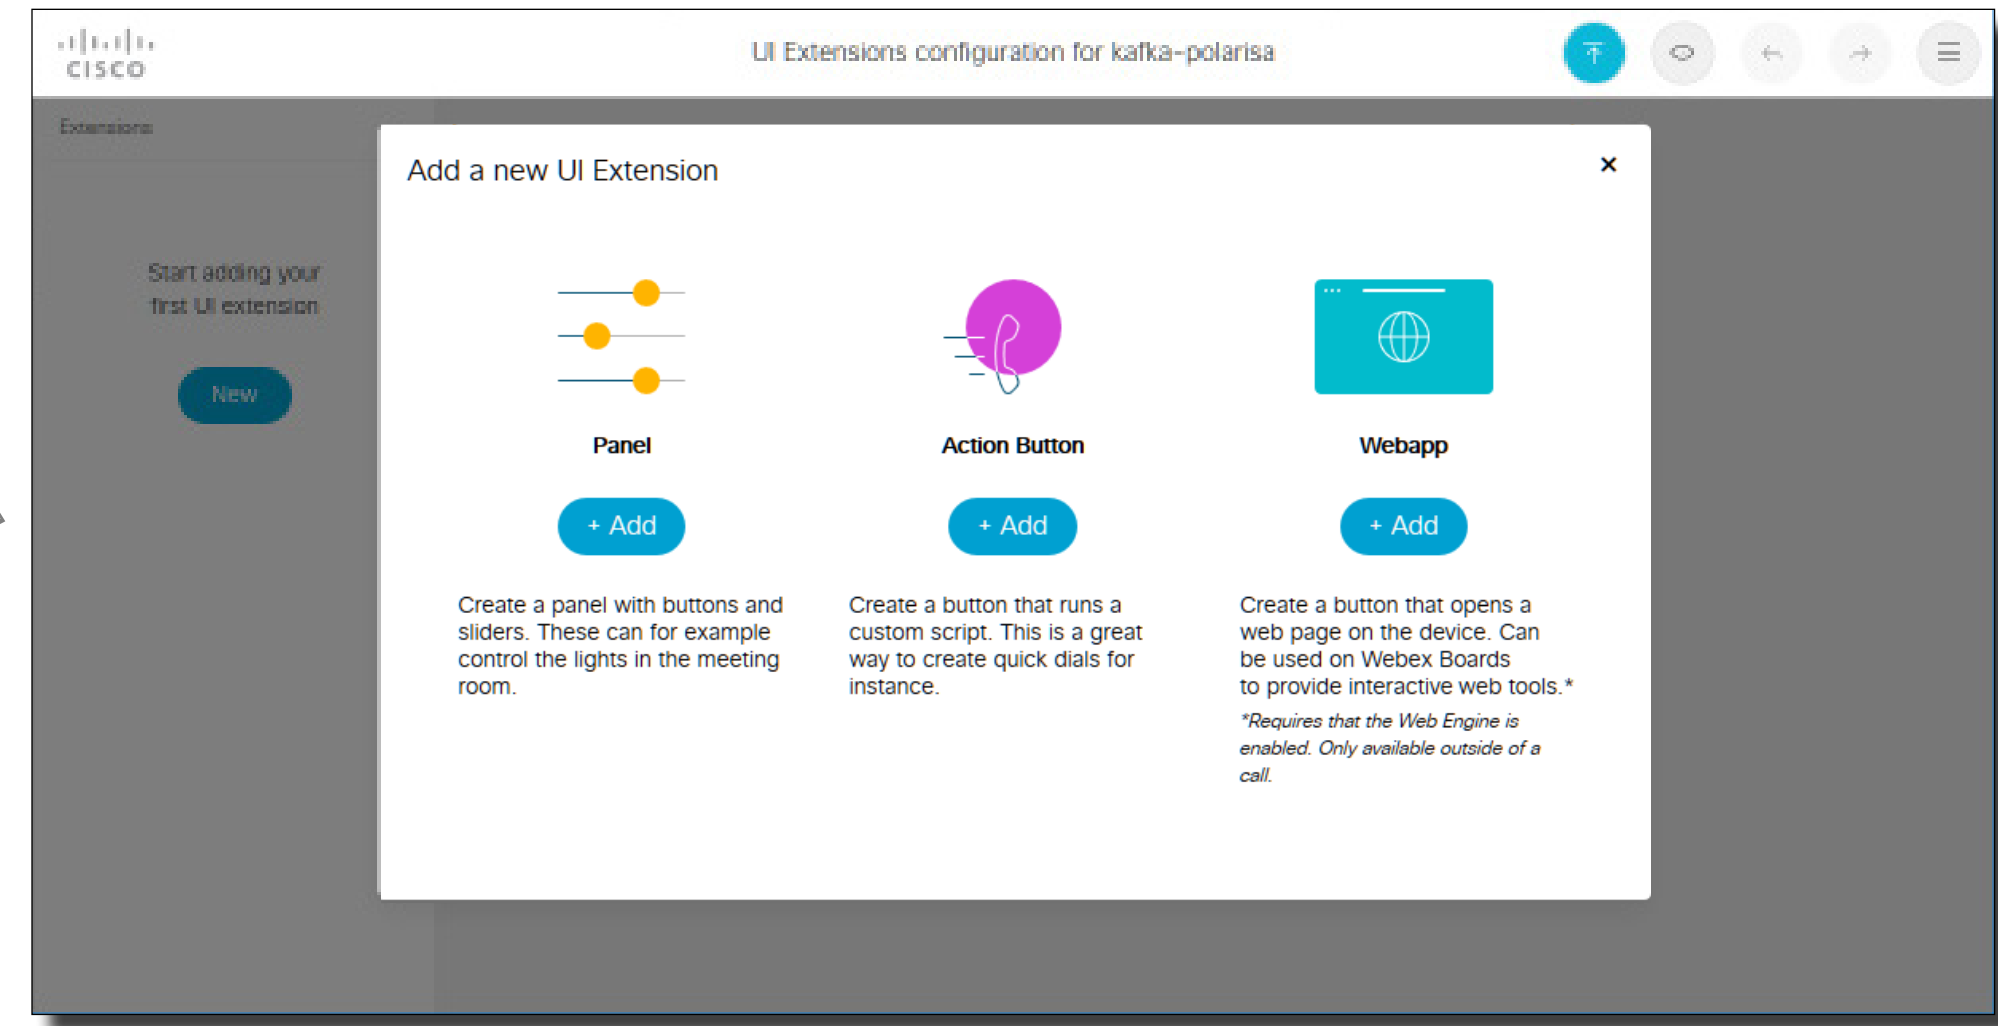 CISCO
UI Extensions configuration for kafka-polarisa
Extensions
Add a new UI Extension
Start adding your
first UI extension
New
Panel
+ Add
Create a panel with buttons and
sliders. These can for example
control the lights in the meeting
room.
Action Button
+ Add
Create a button that runs a
custom script. This is a great
way to create quick dials for
instance.
Webapp
+ Add
Create a button that opens a
web page on the device. Can
be used on Webex Boards
to provide interactive web tools.*
*Requires that the Web Engine is
enabled. Only available outside of a
call.